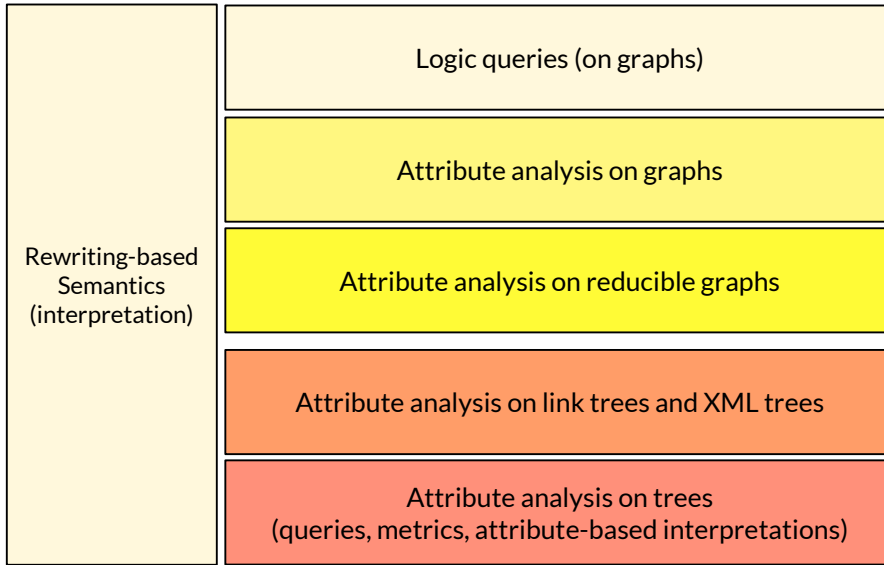 Rewriting-based
Semantics
(interpretation)
Logic queries (on graphs)
Attribute analysis on graphs
Attribute analysis on reducible graphs
Attribute analysis on link trees and XML trees
Attribute analysis on trees
(queries, metrics, attribute-based interpretations)